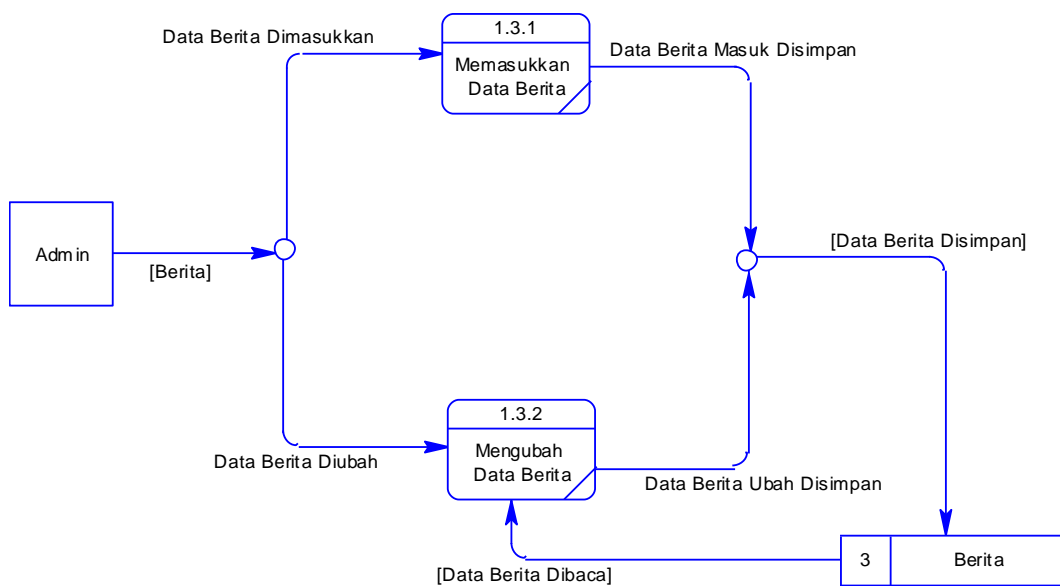 Data Berita Dimasukkan
1.3.1
Memasukkan
Data Berita
Data Berita Masuk Disimpan
Admin
[Berita]
[Data Berita Disimpan]
Data Berita Diubah
1.3.2
Mengubah
Data Berita
Data Berita Ubah Disimpan
[Data Berita Dibaca]
3
Berita